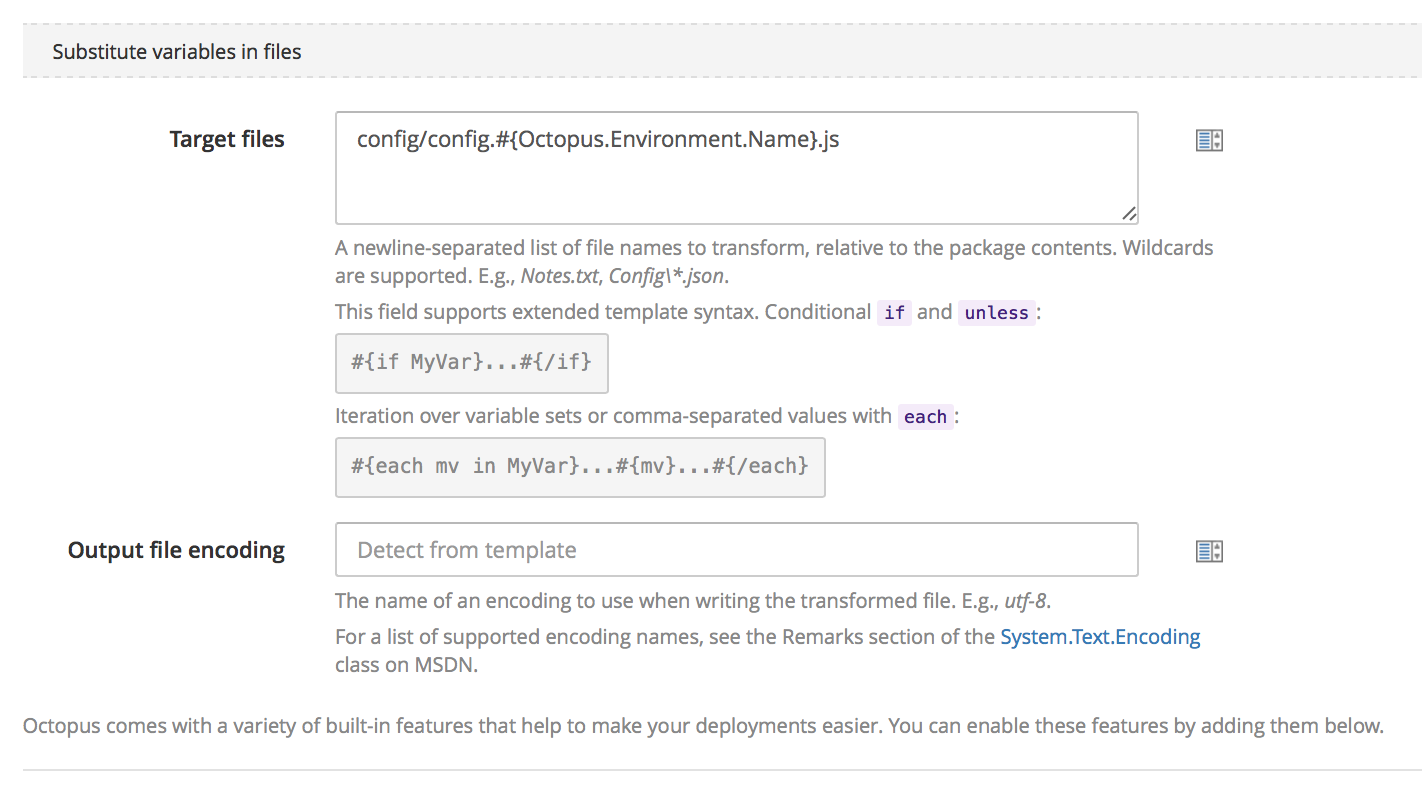 Substitute variables in files
Target files
config/config.#{Octopus.Environment.Name}.js
A newline-separated list of file names to transform, relative to the package contents. Wildcards
are supported. E.g., Notes.txt, Config\*.json.
This field supports extended template syntax. Conditional if and unless:
#{if MyVar}...#{/if}
Iteration over variable sets or comma-separated values with each:
#{each mv in MyVar}...#{mv}...#{/each}
Output file encoding
Detect from template
The name of an encoding to use when writing the transformed file. E.g., utf-8.
For a list of supported encoding names, see the Remarks section of the System.Text.Encoding
class on MSDN.
Octopus comes with a variety of built-in features that help to make your deployments easier. You can enable these features by adding them below.